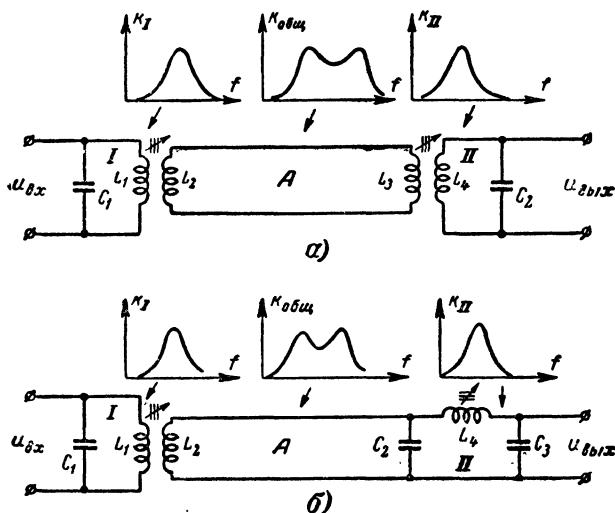 K_I K_общ K_II
f f f
I II
u_вх C_1 L_1 L_2 A L_3 L_4 C_2 u_вых
а)
K_I K_общ K_II
f f f
I
u_вх C_1 L_1 L_2 A C_2 L_4 C_3 u_вых
II
б)